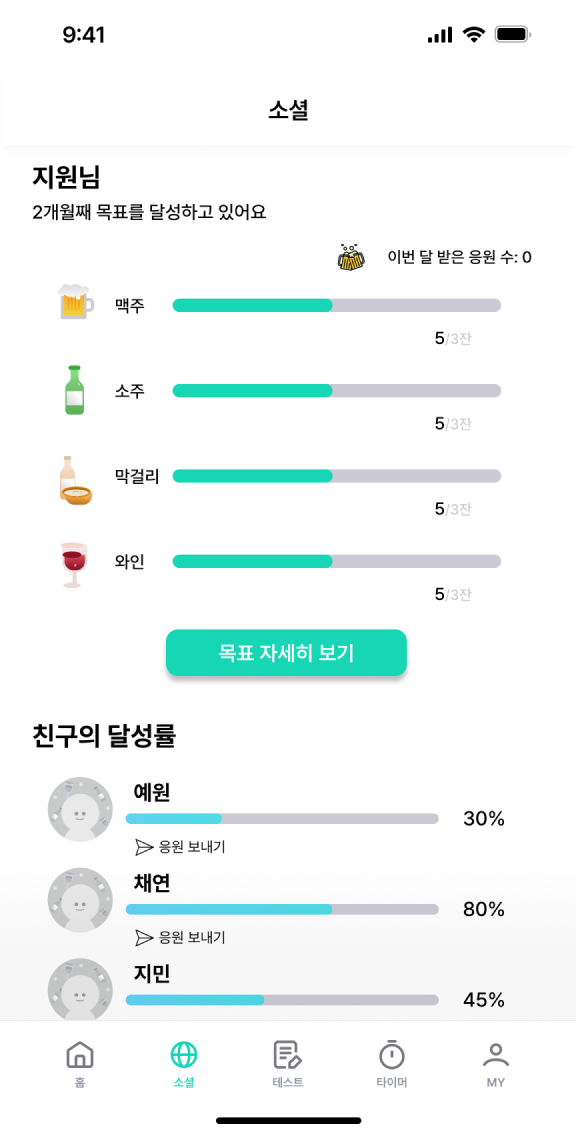 9:41
소셜
지원님
2개월째 목표를 달성하고 있어요
이번 달 받은 응원 수: 0
맥주
5/3잔
소주
5/3잔
막걸리
5/3잔
와인
5/3잔
목표 자세히 보기
친구의 달성률
예원
30%
응원 보내기
채연
80%
응원 보내기
지민
45%
홈 소셜 테스트 타이머 MY